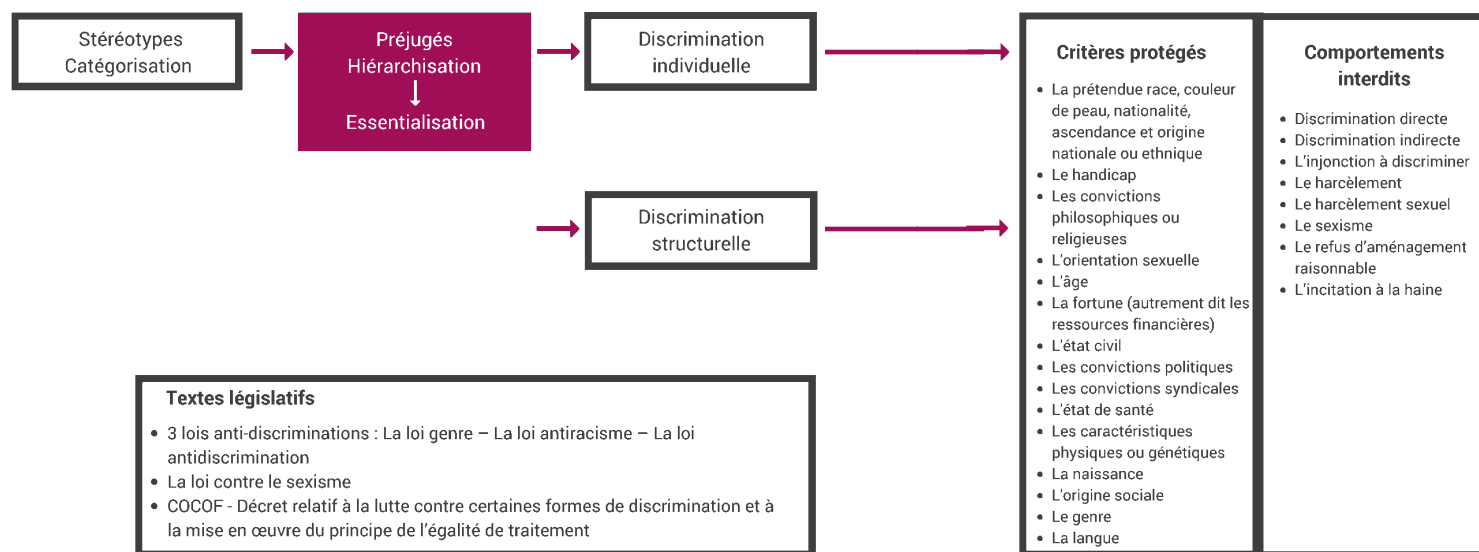 Stéréotypes
Catégorisation
Préjugés
Hiérarchisation
Essentialisation
Discrimination
individuelle
Discrimination
structurelle
Critères protégés
La prétendue race, couleur
de peau, nationalité,
ascendance et origine
nationale ou ethnique
Le handicap
Les convictions
philosophiques ou
religieuses
L'orientation sexuelle
L'âge
La fortune (autrement dit les
ressources financières)
L'état civil
Les convictions politiques
Les convictions syndicales
L'état de santé
Les caractéristiques
physiques ou génétiques
La naissance
L'origine sociale
Le genre
La langue
Comportements
interdits
Discrimination directe
Discrimination indirecte
L'injonction à discriminer
Le harcèlement
Le harcèlement sexuel
Le sexisme
Le refus d'aménagement
raisonnable
L'incitation à la haine
Textes législatifs
3 lois anti-discriminations : La loi genre – La loi antiracisme – La loi
antidiscrimination
La loi contre le sexisme
COCOF - Décret relatif à la lutte contre certaines formes de discrimination et à
la mise en œuvre du principe de l'égalité de traitement